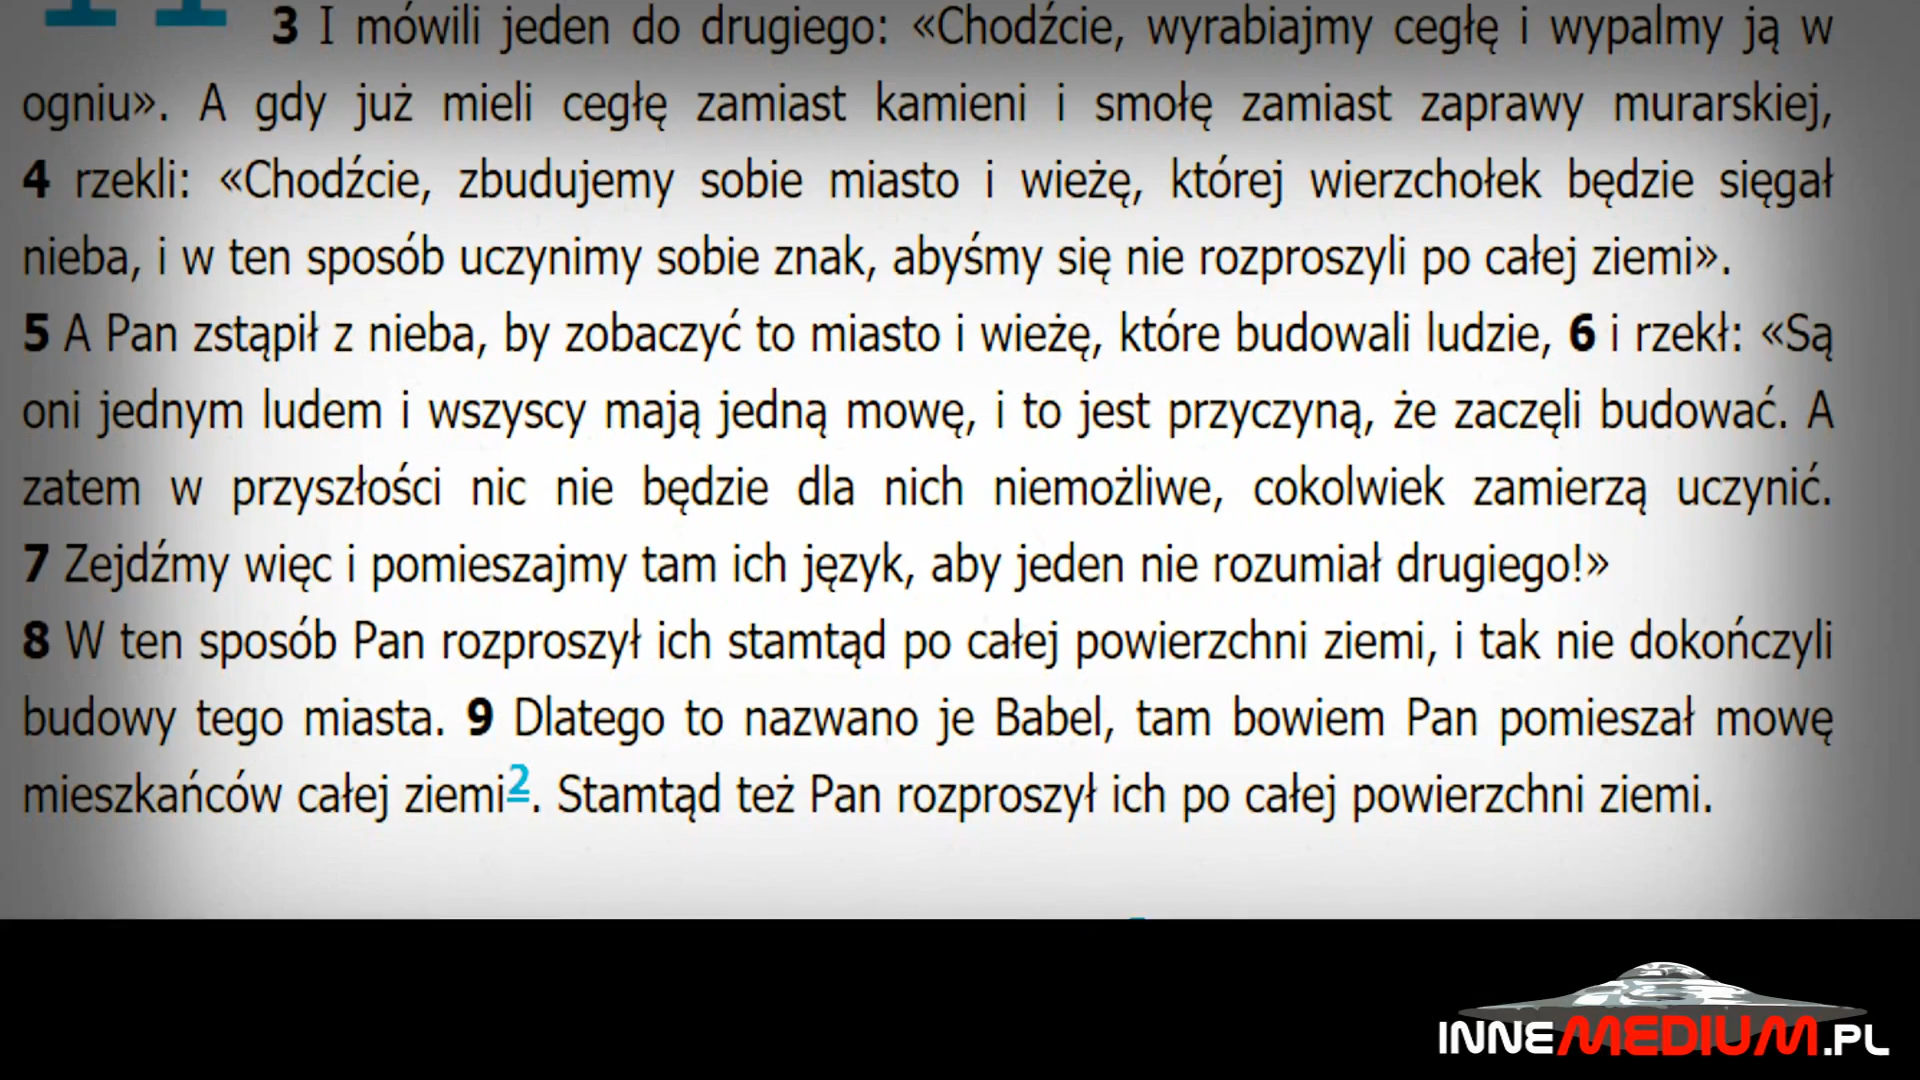 3 I mówili jeden do drugiego: «Chodźcie, wyrabiajmy cegłę i wypalmy ją w
ogniu». A gdy już mieli cegłę zamiast kamieni i smołę zamiast zaprawy murarskiej,
4 rzekli: «Chodźcie, zbudujemy sobie miasto i wieżę, której wierzchołek będzie sięgał
nieba, i w ten sposób uczynimy sobie znak, abyśmy się nie rozproszyli po całej ziemi».
5 A Pan zstąpił z nieba, by zobaczyć to miasto i wieżę, które budowali ludzie, 6 i rzekł: «Są
oni jednym ludem i wszyscy mają jedną mowę, i to jest przyczyną, że zaczęli budować. A
zatem w przyszłości nic nie będzie dla nich niemożliwe, cokolwiek zamierzą uczynić.
7 Zejdźmy więc i pomieszajmy tam ich język, aby jeden nie rozumiał drugiego!»
8 W ten sposób Pan rozproszył ich stamtąd po całej powierzchni ziemi, i tak nie dokończyli
budowy tego miasta. 9 Dlatego to nazwano je Babel, tam bowiem Pan pomieszał mowę
mieszkańców całej ziemi2. Stamtąd też Pan rozproszył ich po całej powierzchni ziemi.
INNEMEDIUM.PL